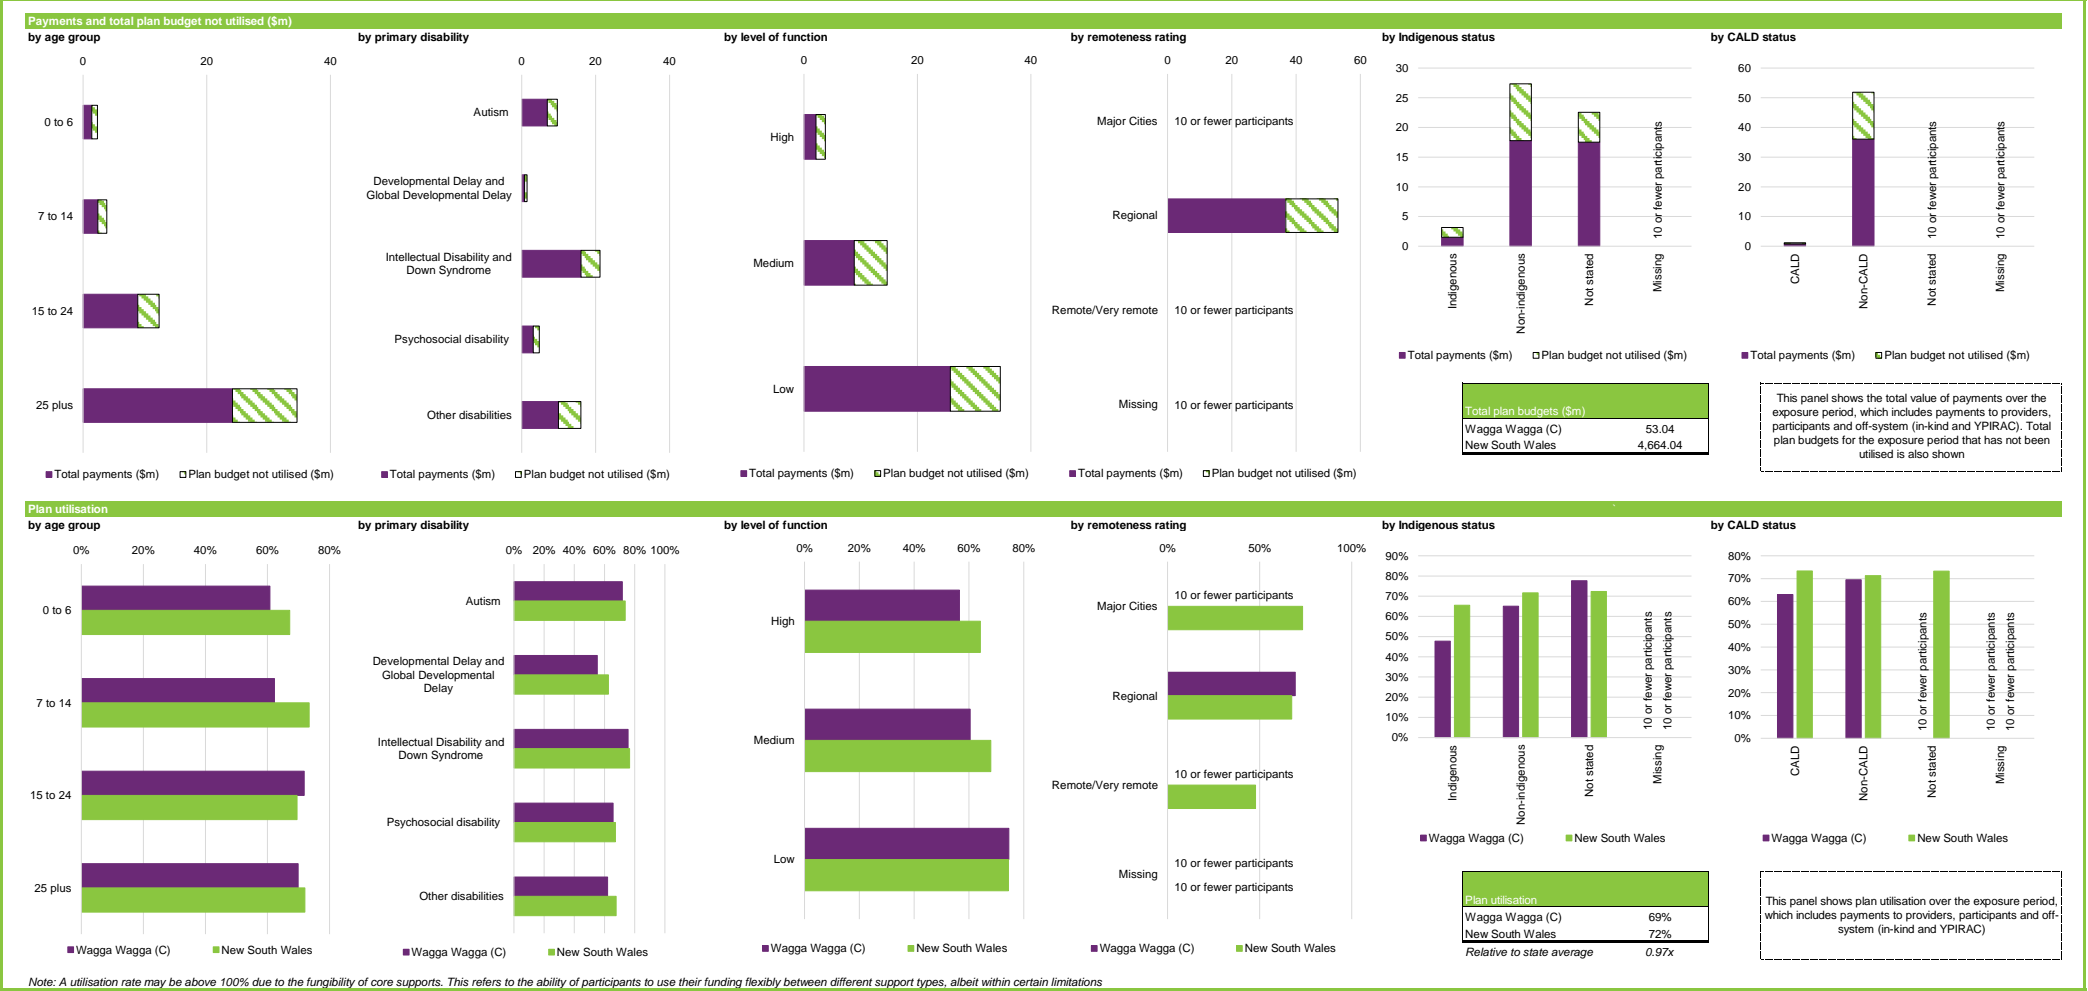 Payments and total plan budget not utilised ($m)
by age group
0 20 40
0 to 6
7 to 14
15 to 24
25 plus
Total payments ($m) Plan budget not utilised ($m)
by primary disability
0 20 40
Autism
Developmental Delay and
Global Developmental Delay
Intellectual Disability and
Down Syndrome
Psychosocial disability
Other disabilities
Total payments ($m) Plan budget not utilised ($m)
by level of function
0 20 40
High
Medium
Low
Total payments ($m) Plan budget not utilised ($m)
by remoteness rating
0 20 40 60
Major Cities 10 or fewer participants
Regional
Remote/Very remote 10 or fewer participants
Missing 10 or fewer participants
Total payments ($m) Plan budget not utilised ($m)
by Indigenous status
30
25
20
15
10
5
0
10 or fewer participants
Indigenous
Non-indigenous
Not stated
Missing
Total payments ($m) Plan budget not utilised ($m)
by CALD status
60
50
40
30
20
10
0
10 or fewer participants
10 or fewer participants
CALD
Non-CALD
Not stated
Missing
Total payments ($m) Plan budget not utilised ($m)
Total plan budgets ($m)
Wagga Wagga (C) 53.04
New South Wales 4,664.04
This panel shows the total value of payments over the
exposure period, which includes payments to providers,
participants and off-system (in-kind and YPIRAC). Total
plan budgets for the exposure period that has not been
utilised is also shown
Plan utilisation
by age group
0% 20% 40% 60% 80%
0 to 6
7 to 14
15 to 24
25 plus
Wagga Wagga (C) New South Wales
by primary disability
0% 20% 40% 60% 80% 100%
Autism
Developmental Delay and
Global Developmental
Delay
Intellectual Disability and
Down Syndrome
Psychosocial disability
Other disabilities
Wagga Wagga (C) New South Wales
by level of function
0% 20% 40% 60% 80%
High
Medium
Low
Wagga Wagga (C) New South Wales
by remoteness rating
0% 50% 100%
10 or fewer participants
Major Cities
Regional
10 or fewer participants
Remote/Very remote
10 or fewer participants
Missing
10 or fewer participants
Wagga Wagga (C) New South Wales
by Indigenous status
90%
80%
70%
60%
50%
40%
30%
20%
10%
0%
10 or fewer participants
10 or fewer participants
Indigenous
Non-indigenous
Not stated
Missing
Wagga Wagga (C) New South Wales
by CALD status
80%
70%
60%
50%
40%
30%
20%
10%
0%
10 or fewer participants
10 or fewer participants
10 or fewer participants
CALD
Non-CALD
Not stated
Missing
Wagga Wagga (C) New South Wales
Plan utilisation
Wagga Wagga (C) 69%
New South Wales 72%
Relative to state average 0.97x
This panel shows plan utilisation over the exposure period,
which includes payments to providers, participants and off-
system (in-kind and YPIRAC)
Note: A utilisation rate may be above 100% due to the fungibility of core supports. This refers to the ability of participants to use their funding flexibly between different support types, albeit within certain limitations